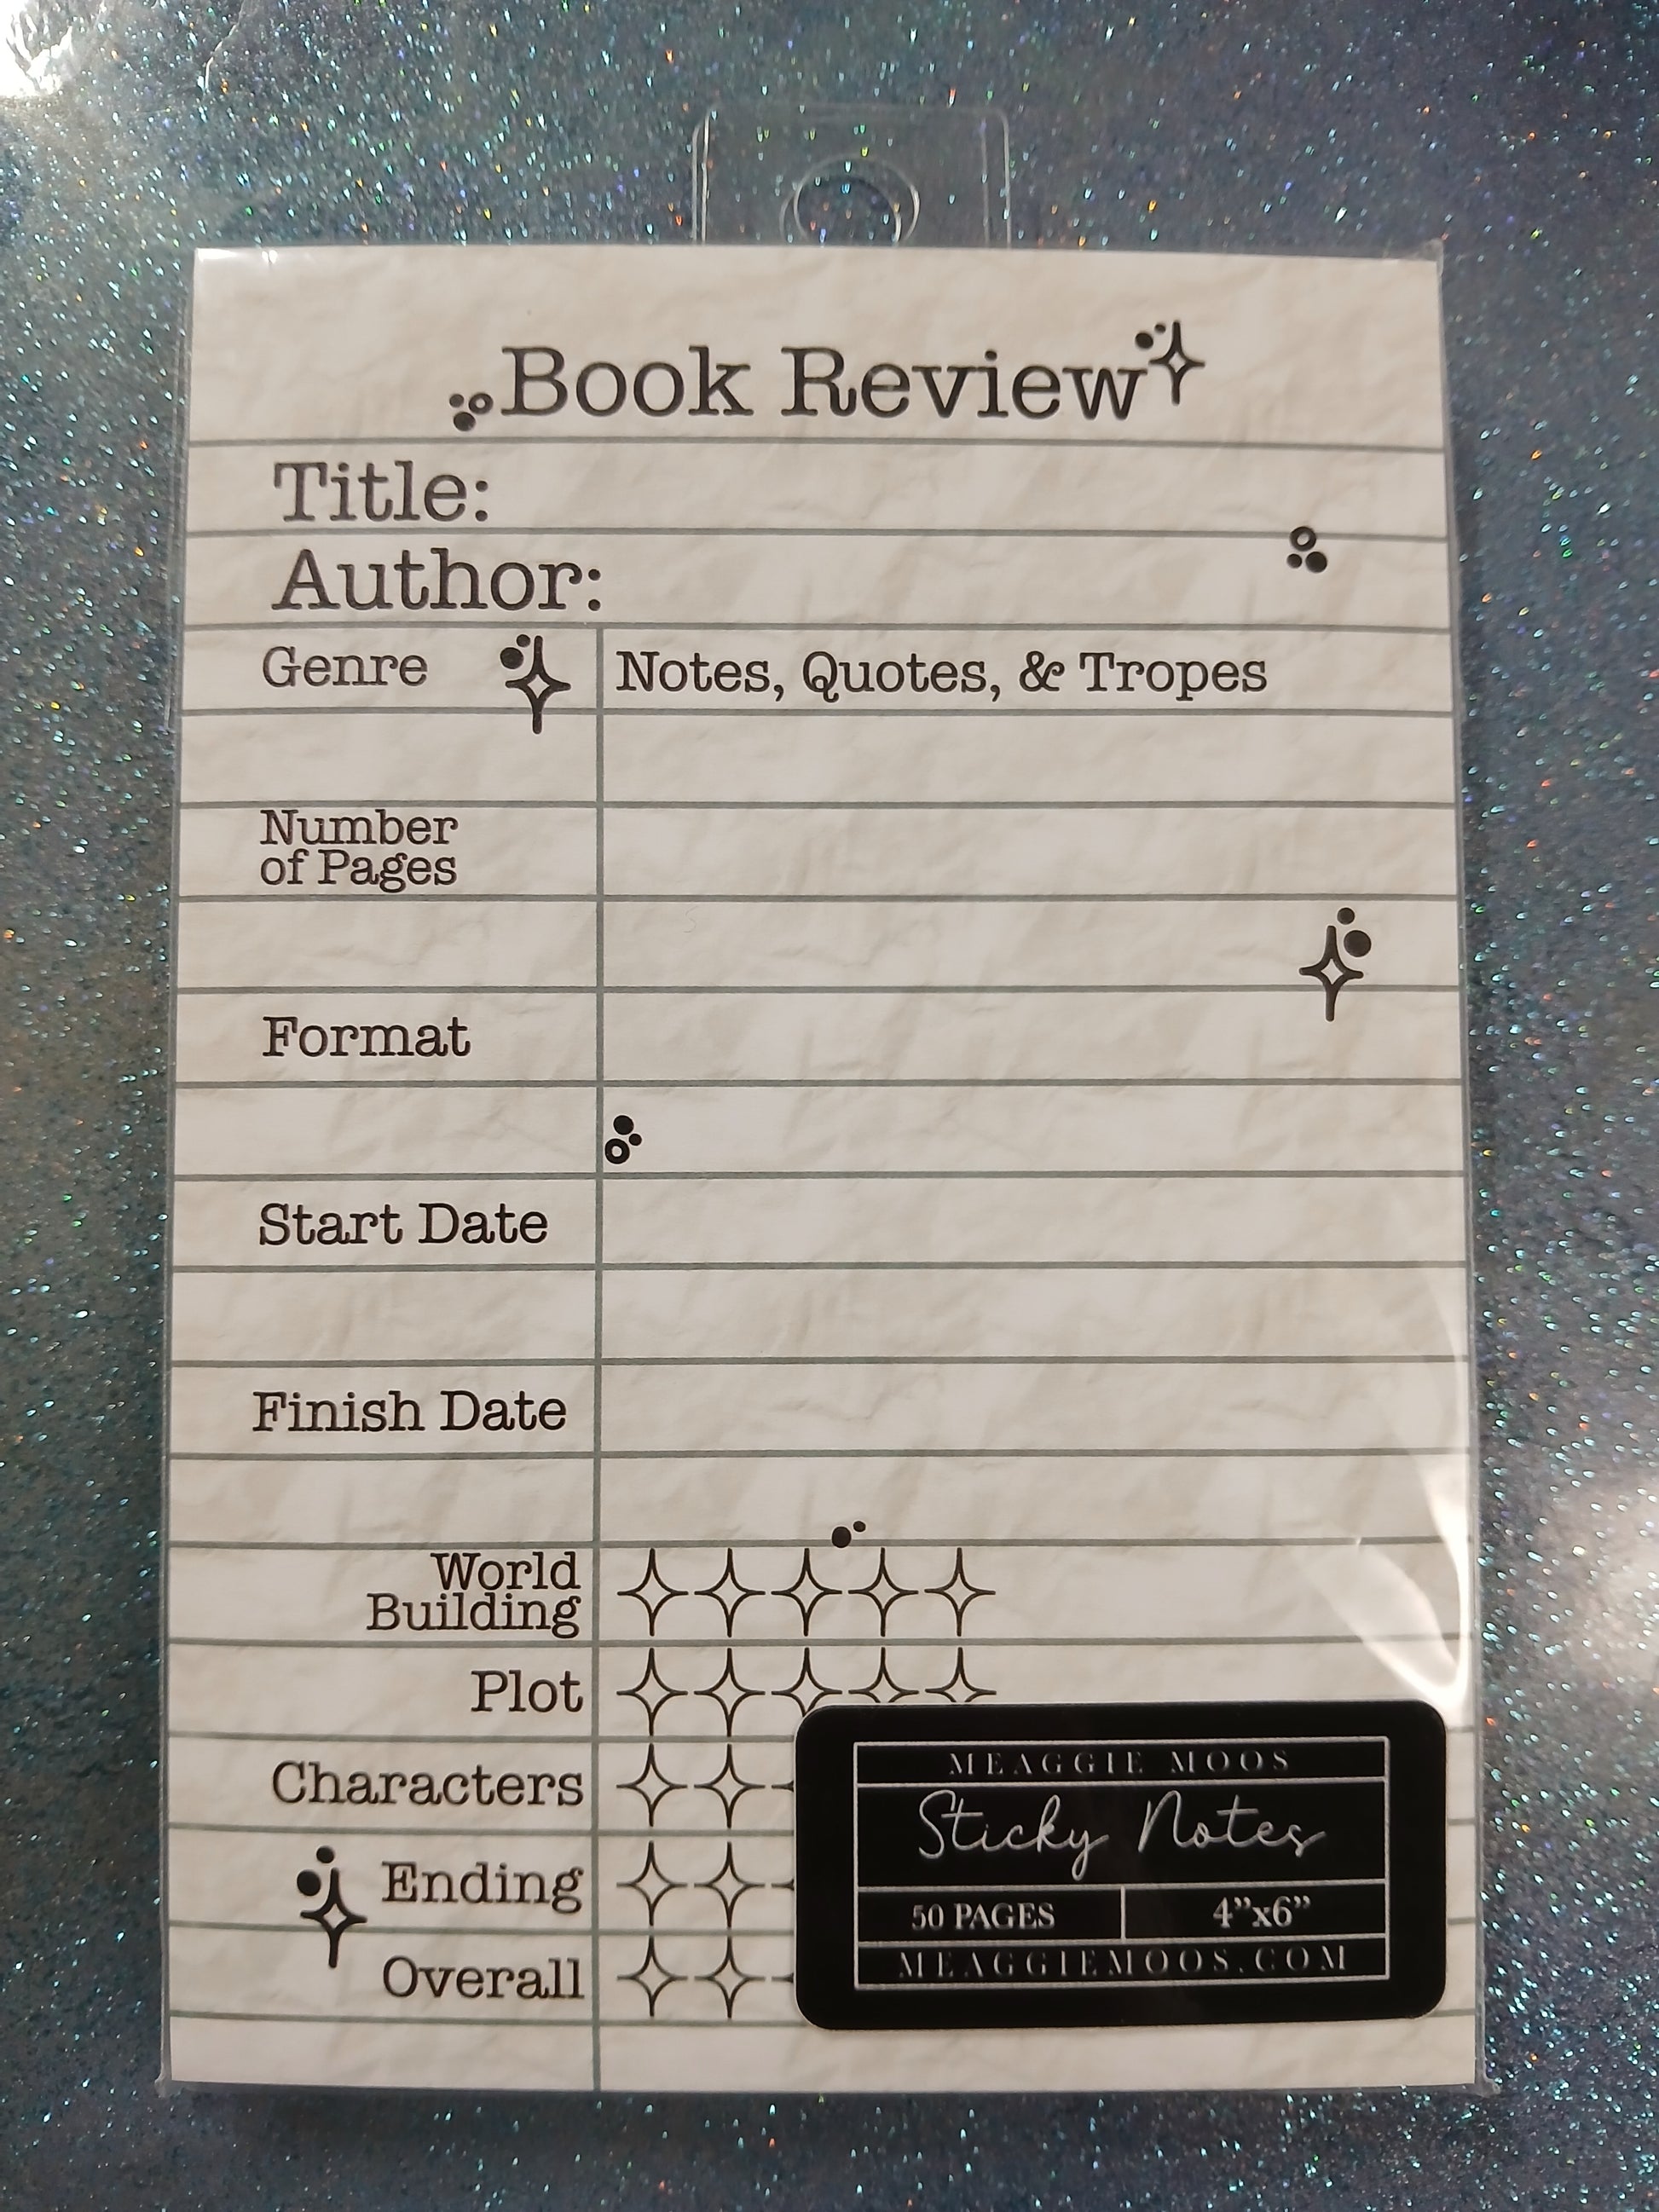 Book Review
Title:
Author:
Genre
Notes, Quotes, & Tropes
Number
of Pages
Format
Start Date
Finish Date
World
Building
Plot
Characters
Ending
Overall
MEAGGIE MOOS
Sticky Notes
50 PAGES
4"x6"
MEAGGIEMOOS.COM